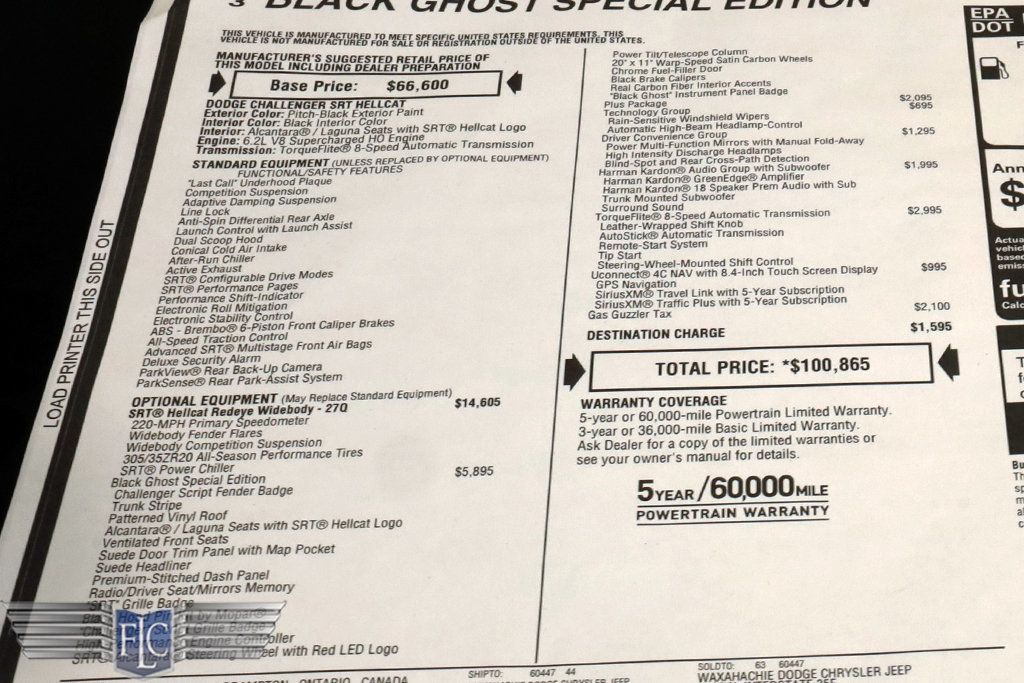 3 BLACK GHOST SPECIAL EDITION
THIS VEHICLE IS MANUFACTURED TO MEET SPECIFIC UNITED STATES REQUIREMENTS. THIS
VEHICLE IS NOT MANUFACTURED FOR SALE OR REGISTRATION OUTSIDE OF THE UNITED STATES.
MANUFACTURER'S SUGGESTED RETAIL PRICE OF
THIS MODEL INCLUDING DEALER PREPARATION
Base Price: $66,600
DODGE CHALLENGER SRT HELLCAT
Exterior Color: Pitch-Black Exterior Paint
Interior Color: Black Interior Color
Interior: Alcantara® / Laguna Seats with SRT® Hellcat Logo
Engine: 6.2L V8 Supercharged HO Engine
Transmission: TorqueFlite® 8-Speed Automatic Transmission
STANDARD EQUIPMENT (UNLESS REPLACED BY OPTIONAL EQUIPMENT)
FUNCTIONAL/SAFETY FEATURES
"Last Call" Underhood Plaque
Competition Suspension
Adaptive Damping Suspension
Line Lock
Anti-Spin Differential Rear Axle
Launch Control with Launch Assist
Dual Scoop Hood
Conical Cold Air Intake
After-Run Chiller
Active Exhaust
SRT® Configurable Drive Modes
SRT® Performance Pages
Performance Shift-Indicator
Electronic Roll Mitigation
Electronic Stability Control
ABS - Brembo® 6-Piston Front Caliper Brakes
All-Speed Traction Control
Advanced SRT® Multistage Front Air Bags
Deluxe Security Alarm
ParkView® Rear Back-Up Camera
ParkSense® Rear Park-Assist System
OPTIONAL EQUIPMENT (May Replace Standard Equipment)
SRT® Hellcat Redeye Widebody - 27Q $14,605
220-MPH Primary Speedometer
Widebody Fender Flares
Widebody Competition Suspension
305/35ZR20 All-Season Performance Tires
SRT® Power Chiller
Black Ghost Special Edition $5,895
Challenger Script Fender Badge
Trunk Stripe
Patterned Vinyl Roof
Alcantara® / Laguna Seats with SRT® Hellcat Logo
Ventilated Front Seats
Suede Door Trim Panel with Map Pocket
Suede Headliner
Premium-Stitched Dash Panel
Radio/Driver Seat/Mirrors Memory
"SRT" Grille Badge
Hood by Mopar®
Grille Badge
Engine Controller
SRT® Alcantara® Steering Wheel with Red LED Logo
Power Tilt/Telescope Column
20" x 11" Warp-Speed Satin Carbon Wheels
Chrome Fuel-Filler Door
Black Brake Calipers
Real Carbon Fiber Interior Accents
"Black Ghost" Instrument Panel Badge
Plus Package $2,095
Technology Group $695
Rain-Sensitive Windshield Wipers
Automatic High-Beam Headlamp-Control
Driver Convenience Group $1,295
Power Multi-Function Mirrors with Manual Fold-Away
High Intensity Discharge Headlamps
Blind-Spot and Rear Cross-Path Detection
Harman Kardon® Audio Group with Subwoofer $1,995
Harman Kardon® GreenEdge® Amplifier
Harman Kardon® 18 Speaker Prem Audio with Sub
Trunk Mounted Subwoofer
Surround Sound
TorqueFlite® 8-Speed Automatic Transmission $2,995
Leather-Wrapped Shift Knob
AutoStick® Automatic Transmission
Remote-Start System
Tip Start
Steering-Wheel-Mounted Shift Control
Uconnect® 4C NAV with 8.4-Inch Touch Screen Display $995
GPS Navigation
SiriusXM® Travel Link with 5-Year Subscription
SiriusXM® Traffic Plus with 5-Year Subscription
Gas Guzzler Tax $2,100
DESTINATION CHARGE $1,595
TOTAL PRICE: *$100,865
WARRANTY COVERAGE
5-year or 60,000-mile Powertrain Limited Warranty.
3-year or 36,000-mile Basic Limited Warranty.
Ask Dealer for a copy of the limited warranties or
see your owner's manual for details.
5YEAR/60,000MILE
POWERTRAIN WARRANTY
SHIPTO: 60447 44
SOLDTO: 63 60447
WAXAHACHIE DODGE CHRYSLER JEEP
ONTARIO, CANADA
LOAD PRINTER THIS SIDE OUT
EPA
DOT
$
PLC